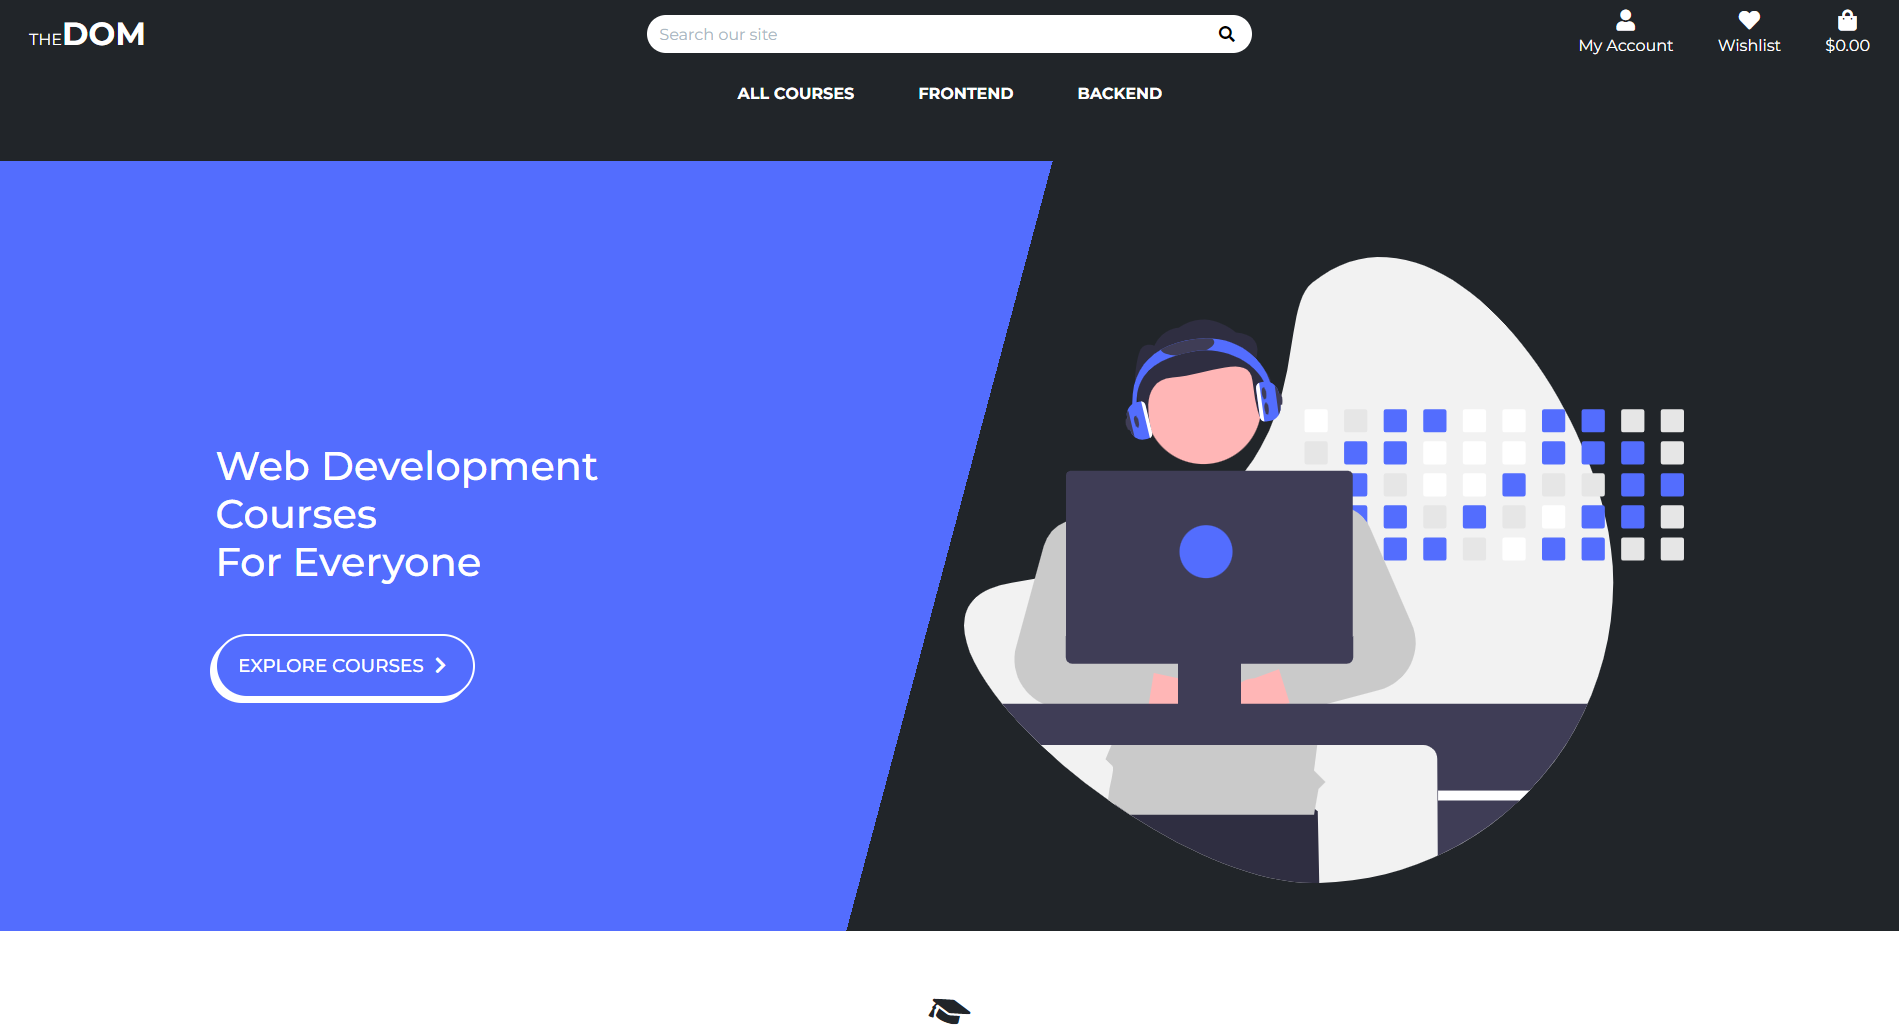 THEDOM
Search our site
My Account
Wishlist
$0.00
ALL COURSES
FRONTEND
BACKEND
Web Development
Courses
For Everyone
EXPLORE COURSES